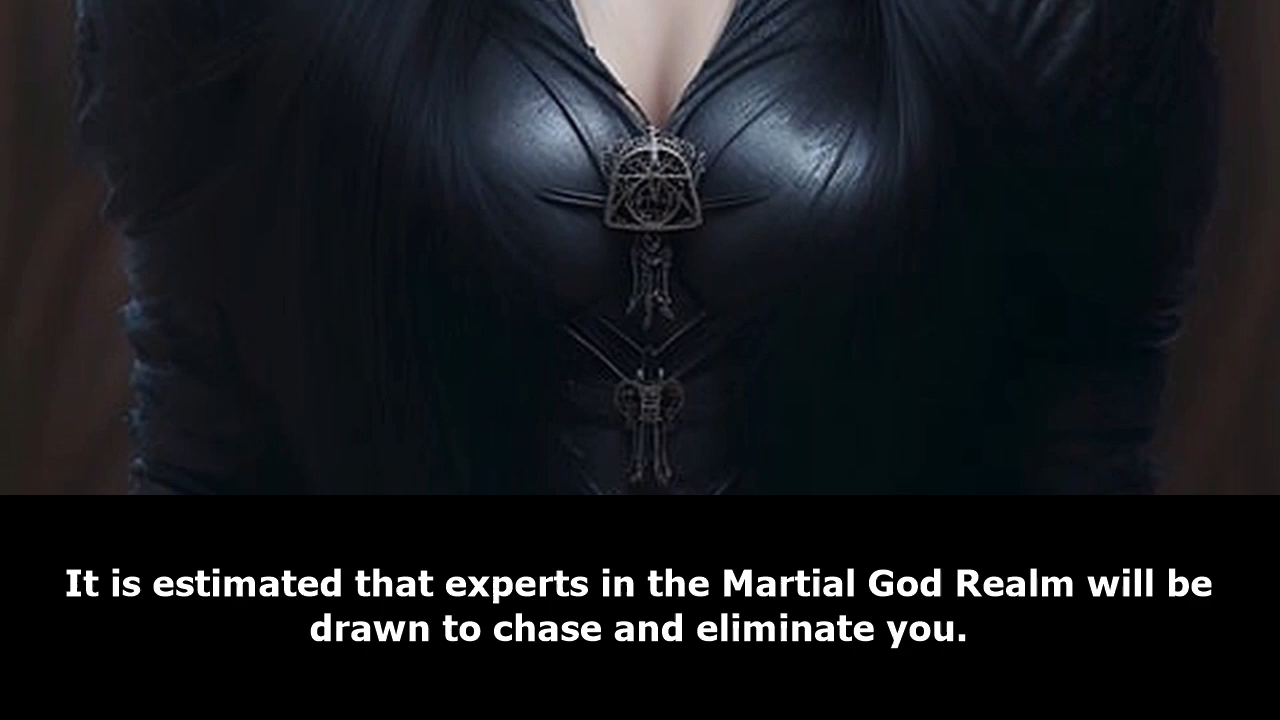 It is estimated that experts in the Martial God Realm will be
drawn to chase and eliminate you.